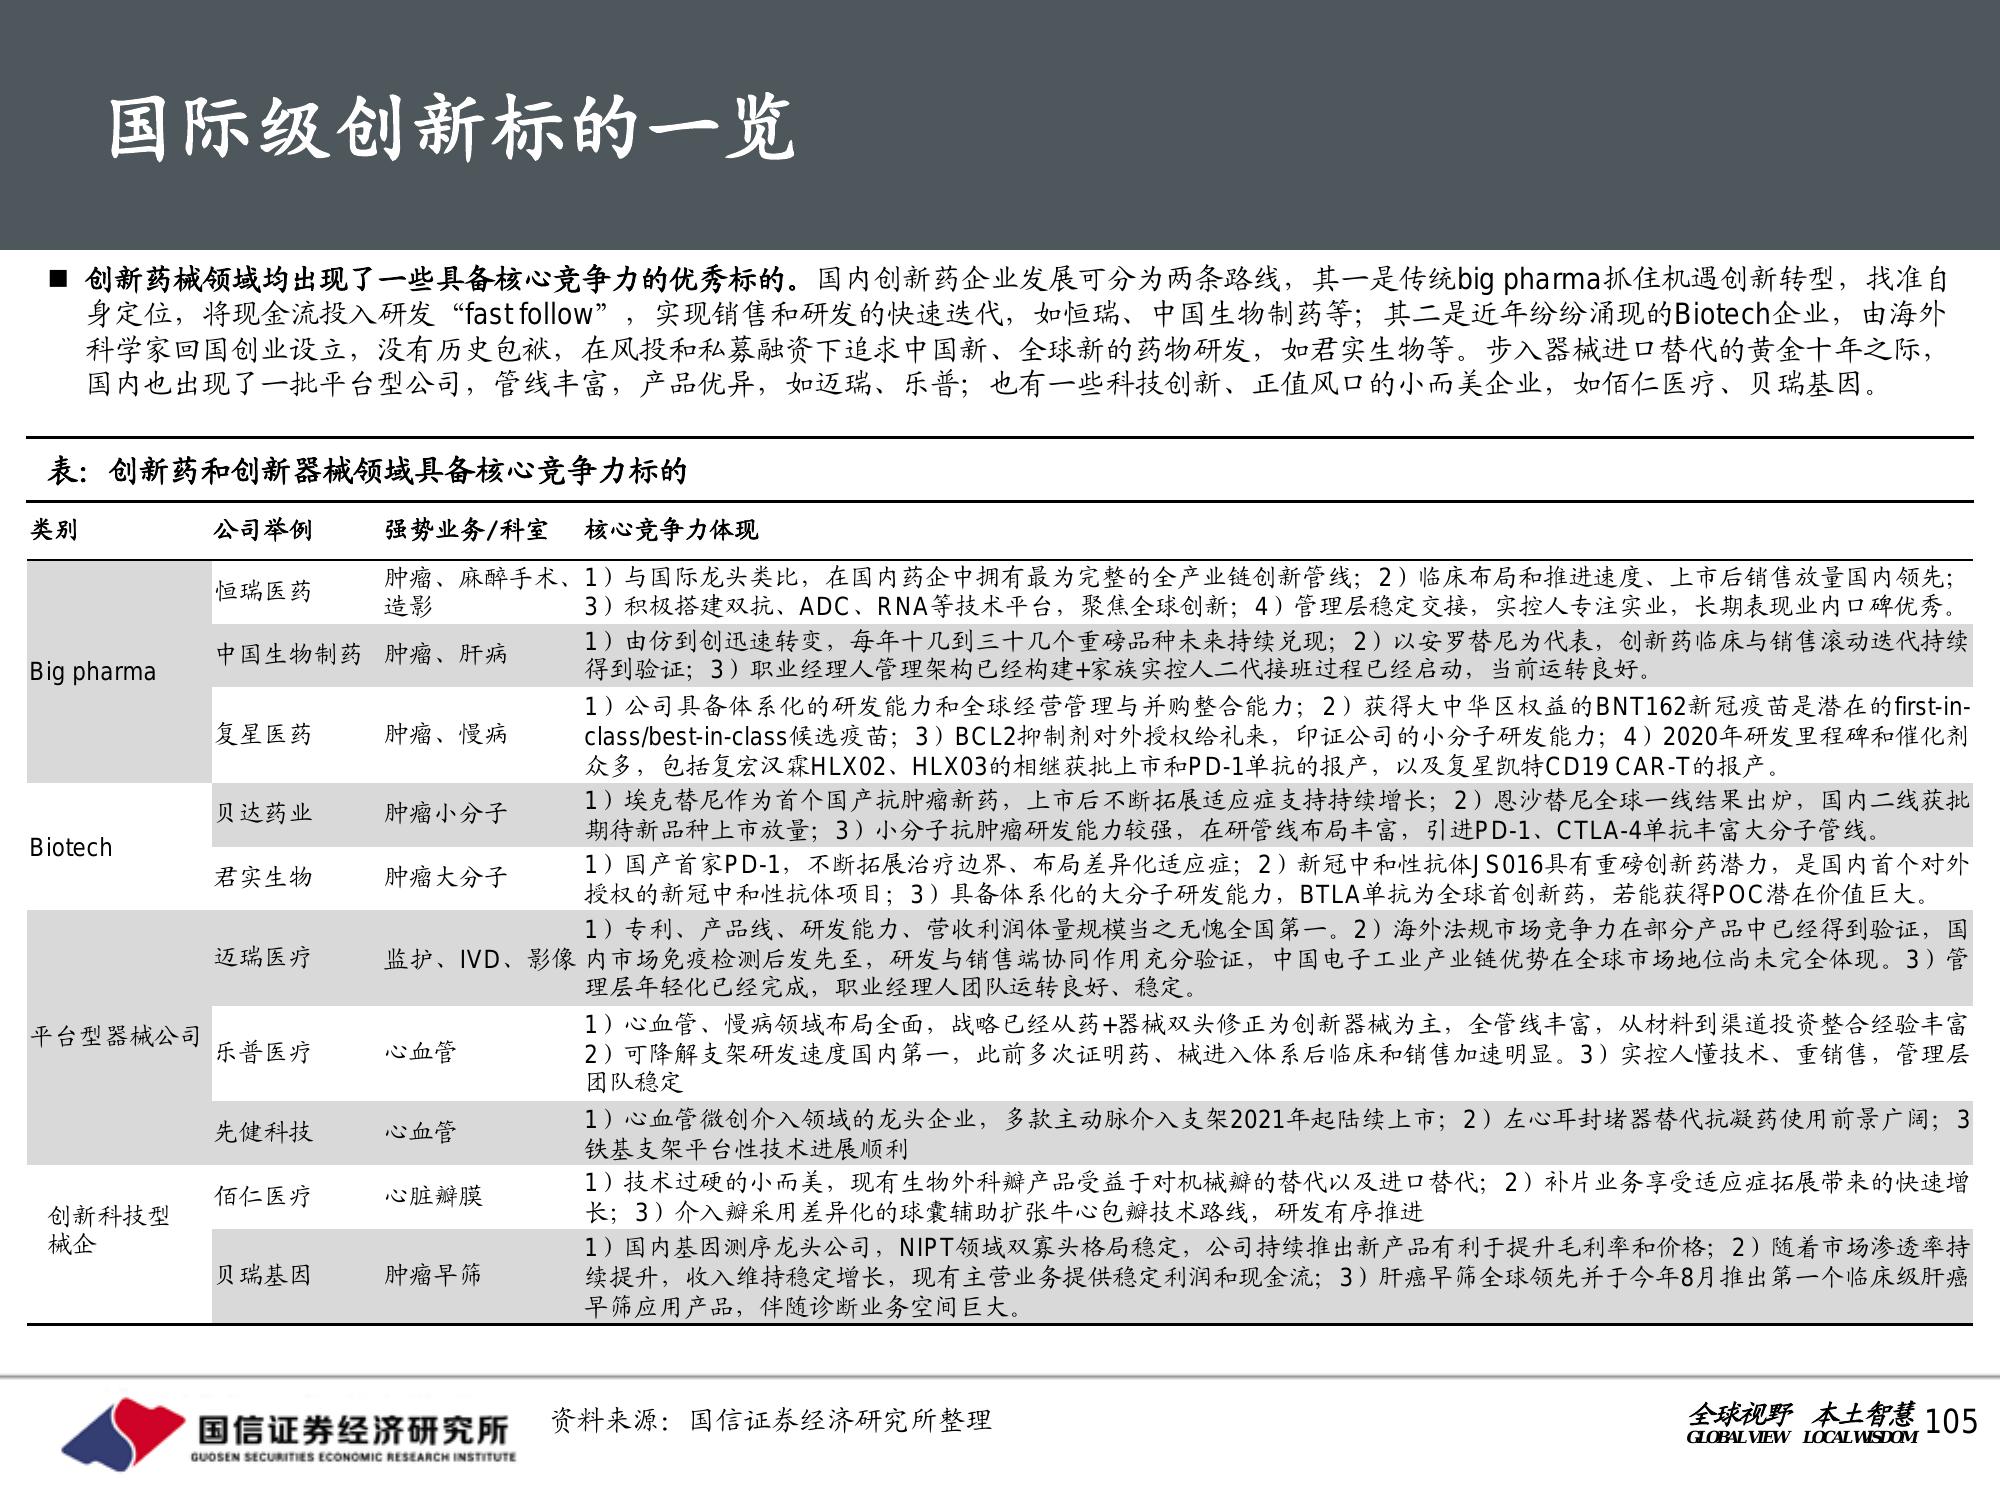 国际级创新标的一览
■ 创新药械领域均出现了一些具备核心竞争力的优秀标的。国内创新药企业发展可分为两条路线，其一是传统big pharma抓住机遇创新转型，找准自
身定位，将现金流投入研发“fast follow”，实现销售和研发的快速迭代，如恒瑞、中国生物制药等；其二是近年纷纷涌现的Biotech企业，由海外
科学家回国创业设立，没有历史包袱，在风投和私募融资下追求中国新、全球新的药物研发，如君实生物等。步入器械进口替代的黄金十年之际，
国内也出现了一批平台型公司，管线丰富，产品优异，如迈瑞、乐普；也有一些科技创新、正值风口的小而美企业，如佰仁医疗、贝瑞基因。
表：创新药和创新器械领域具备核心竞争力标的
类别 公司举例 强势业务/科室 核心竞争力体现
Big pharma
恒瑞医药
肿瘤、麻醉手术、
造影
1）与国际龙头类比，在国内药企中拥有最为完整的全产业链创新管线；2）临床布局和推进速度、上市后销售放量国内领先；
3）积极搭建双抗、ADC、RNA等技术平台，聚焦全球创新；4）管理层稳定交接，实控人专注实业，长期表现业内口碑优秀。
中国生物制药
肿瘤、肝病
1）由仿到创迅速转变，每年十几到三十几个重磅品种未来持续兑现；2）以安罗替尼为代表，创新药临床与销售滚动迭代持续
得到验证；3）职业经理人管理架构已经构建+家族实控人二代接班过程已经启动，当前运转良好。
复星医药
肿瘤、慢病
1）公司具备体系化的研发能力和全球经营管理与并购整合能力；2）获得大中华区权益的BNT162新冠疫苗是潜在的first-in-
class/best-in-class候选疫苗；3）BCL2抑制剂对外授权给礼来，印证公司的小分子研发能力；4）2020年研发里程碑和催化剂
众多，包括复宏汉霖HLX02、HLX03的相继获批上市和PD-1单抗的报产，以及复星凯特CD19 CAR-T的报产。
Biotech
贝达药业
肿瘤小分子
1）埃克替尼作为首个国产抗肿瘤新药，上市后不断拓展适应症支持持续增长；2）恩沙替尼全球一线结果出炉，国内二线获批
期待新品种上市放量；3）小分子抗肿瘤研发能力较强，在研管线布局丰富，引进PD-1、CTLA-4单抗丰富大分子管线。
君实生物
肿瘤大分子
1）国产首家PD-1，不断拓展治疗边界、布局差异化适应症；2）新冠中和性抗体JS016具有重磅创新药潜力，是国内首个对外
授权的新冠中和性抗体项目；3）具备体系化的大分子研发能力，BTLA单抗为全球首创新药，若能获得POC潜在价值巨大。
平台型器械公司
迈瑞医疗
监护、IVD、影像
1）专利、产品线、研发能力、营收利润体量规模当之无愧全国第一。2）海外法规市场竞争力在部分产品中已经得到验证，国
内市场免疫检测后发先至，研发与销售端协同作用充分验证，中国电子工业产业链优势在全球市场地位尚未完全体现。3）管
理层年轻化已经完成，职业经理人团队运转良好、稳定。
乐普医疗
心血管
1）心血管、慢病领域布局全面，战略已经从药+器械双头修正为创新器械为主，全管线丰富，从材料到渠道投资整合经验丰富
2）可降解支架研发速度国内第一，此前多次证明药、械进入体系后临床和销售加速明显。3）实控人懂技术、重销售，管理层
团队稳定
先健科技
心血管
1）心血管微创介入领域的龙头企业，多款主动脉介入支架2021年起陆续上市；2）左心耳封堵器替代抗凝药使用前景广阔；3
铁基支架平台性技术进展顺利
创新科技型
械企
佰仁医疗
心脏瓣膜
1）技术过硬的小而美，现有生物外科瓣产品受益于对机械瓣的替代以及进口替代；2）补片业务享受适应症拓展带来的快速增
长；3）介入瓣采用差异化的球囊辅助扩张牛心包瓣技术路线，研发有序推进
贝瑞基因
肿瘤早筛
1）国内基因测序龙头公司，NIPT领域双寡头格局稳定，公司持续推出新产品有利于提升毛利率和价格；2）随着市场渗透率持
续提升，收入维持稳定增长，现有主营业务提供稳定利润和现金流；3）肝癌早筛全球领先并于今年8月推出第一个临床级肝癌
早筛应用产品，伴随诊断业务空间巨大。
国信证券经济研究所
GUOSEN SECURITIES ECONOMIC RESEARCH INSTITUTE
资料来源：国信证券经济研究所整理
全球视野 本土智慧
GLOBAL VIEW LOCAL WISDOM
105